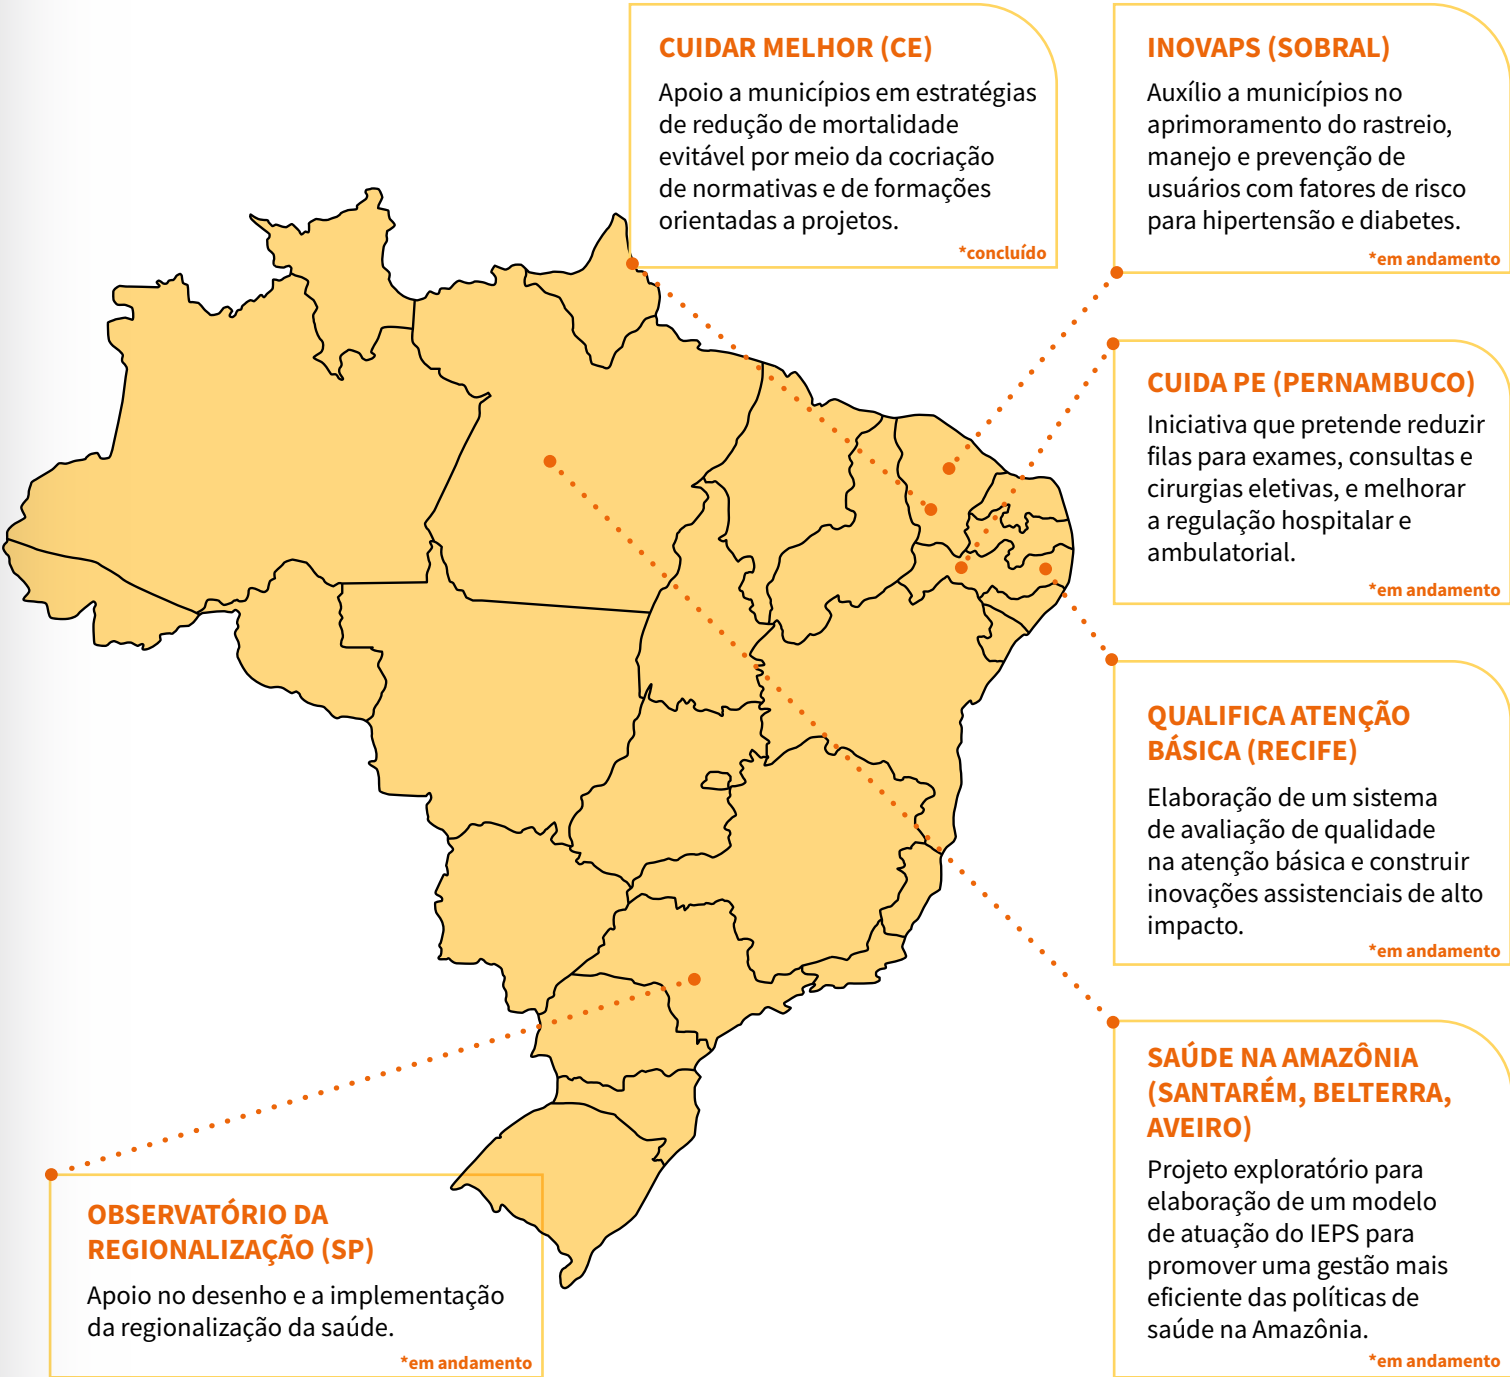 CUIDAR MELHOR (CE)
Apoio a municípios em estratégias
de redução de mortalidade
evitável por meio da cocriação
de normativas e de formações
orientadas a projetos.
*concluído
INOVAPS (SOBRAL)
Auxílio a municípios no
aprimoramento do rastreio,
manejo e prevenção de
usuários com fatores de risco
para hipertensão e diabetes.
*em andamento
CUIDA PE (PERNAMBUCO)
Iniciativa que pretende reduzir
filas para exames, consultas e
cirurgias eletivas, e melhorar
a regulação hospitalar e
ambulatorial.
*em andamento
QUALIFICA ATENÇÃO
BÁSICA (RECIFE)
Elaboração de um sistema
de avaliação de qualidade
na atenção básica e construir
inovações assistenciais de alto
impacto.
*em andamento
SAÚDE NA AMAZÔNIA
(SANTARÉM, BELTERRA,
AVEIRO)
Projeto exploratório para
elaboração de um modelo
de atuação do IEPS para
promover uma gestão mais
eficiente das políticas de
saúde na Amazônia.
*em andamento
OBSERVATÓRIO DA
REGIONALIZAÇÃO (SP)
Apoio no desenho e a implementação
da regionalização da saúde.
*em andamento